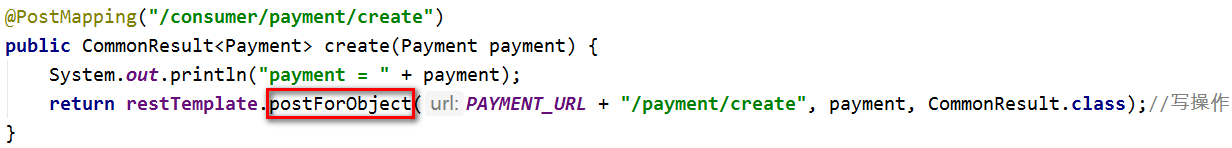 @PostMapping("/consumer/payment/create")
public CommonResult<Payment> create(Payment payment) {
    System.out.println("payment = " + payment);
    return restTemplate.postForObject( url: PAYMENT_URL + "/payment/create", payment, CommonResult.class);//写操作
}